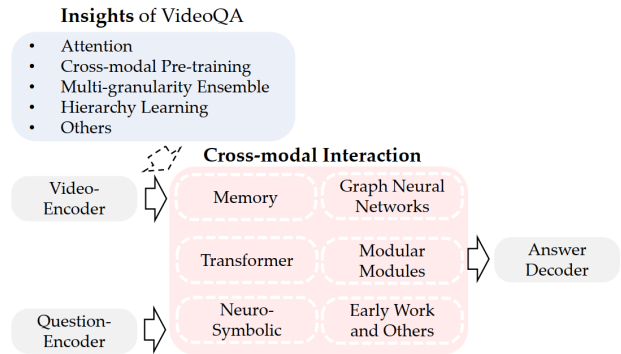 Insights of VideoQA
• Attention
• Cross-modal Pre-training
• Multi-granularity Ensemble
• Hierarchy Learning
• Others
Cross-modal Interaction
Video-
Encoder
Memory
Graph Neural
Networks
Transformer
Modular
Modules
Answer
Decoder
Question-
Encoder
Neuro-
Symbolic
Early Work
and Others